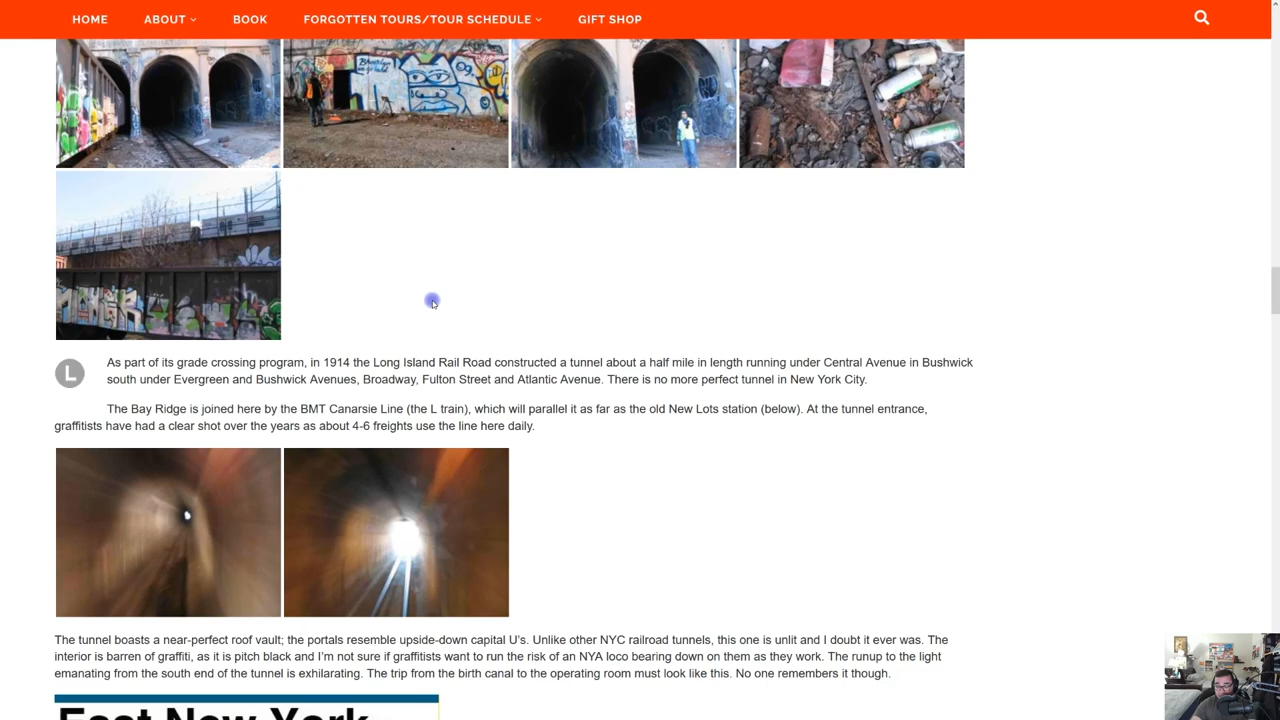 HOME ABOUT BOOK FORGOTTEN TOURS/TOUR SCHEDULE GIFT SHOP
As part of its grade crossing program, in 1914 the Long Island Rail Road constructed a tunnel about a half mile in length running under Central Avenue in Bushwick
L
south under Evergreen and Bushwick Avenues, Broadway, Fulton Street and Atlantic Avenue. There is no more perfect tunnel in New York City.
The Bay Ridge is joined here by the BMT Canarsie Line (the L train), which will parallel it as far as the old New Lots station (below). At the tunnel entrance,
graffitists have had a clear shot over the years as about 4-6 freights use the line here daily.
The tunnel boasts a near-perfect roof vault; the portals resemble upside-down capital U's. Unlike other NYC railroad tunnels, this one is unlit and I doubt it ever was. The
interior is barren of graffiti, as it is pitch black and I'm not sure if graffitists want to run the risk of an NYA loco bearing down on them as they work. The runup to the light
emanating from the south end of the tunnel is exhilarating. The trip from the birth canal to the operating room must look like this. No one remembers it though.
East New York